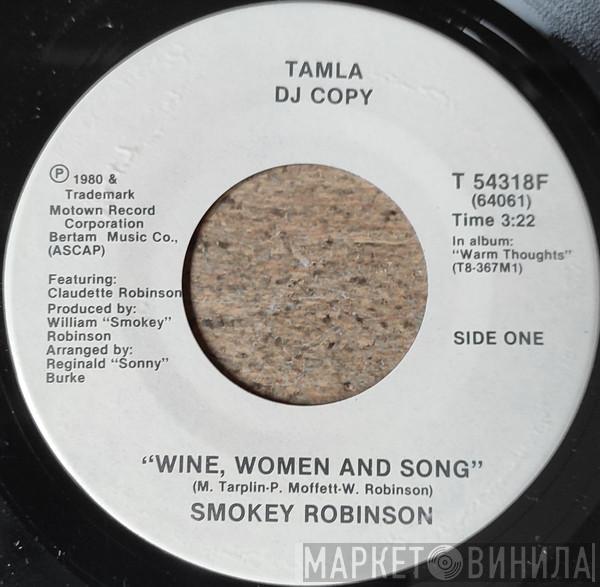 TAMLA
DJ COPY
℗ 1980 &
Trademark
Motown Record
Corporation
Bertam Music Co.,
(ASCAP)
Featuring:
Claudette Robinson
Produced by:
William "Smokey"
Robinson
Arranged by:
Reginald "Sonny"
Burke
T 54318F
(64061)
Time 3:22
In album:
"Warm Thoughts"
(T8-367M1)
SIDE ONE
"WINE, WOMEN AND SONG"
(M. Tarplin-P. Moffett-W. Robinson)
SMOKEY ROBINSON
МАРКЕТ ВИНИЛА